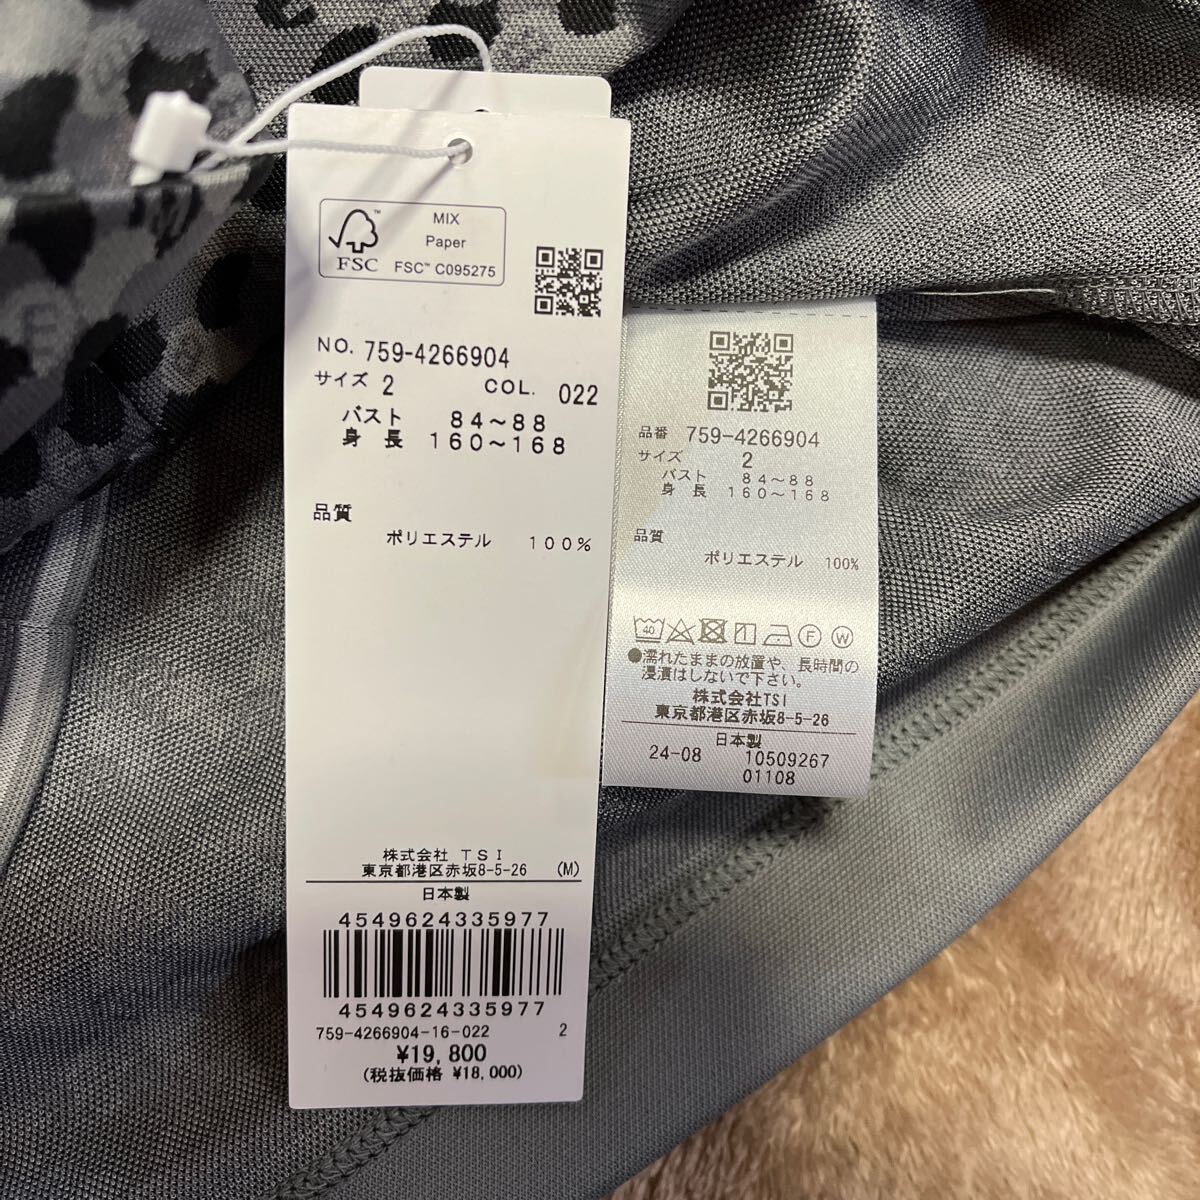 MIX
Paper
FSC™ C095275
FSC
NO. 759-4266904
サイズ 2 COL. 022
バスト 84〜88
身 長 160〜168
品質
ポリエステル 100%
株式会社 TSI
東京都港区赤坂8-5-26 (M)
日本製
4549624335977
4549624335977
759-4266904-16-022 2
¥19,800
(税抜価格 ¥18,000)
品番 759-4266904
サイズ 2
バスト 84〜88
身 長 160〜168
品質
ポリエステル 100%
40 F W
●濡れたままの放置や、長時間の
浸漬はしないで下さい。
株式会社TSI
東京都港区赤坂8-5-26
日本製
24-08 10509267
01108